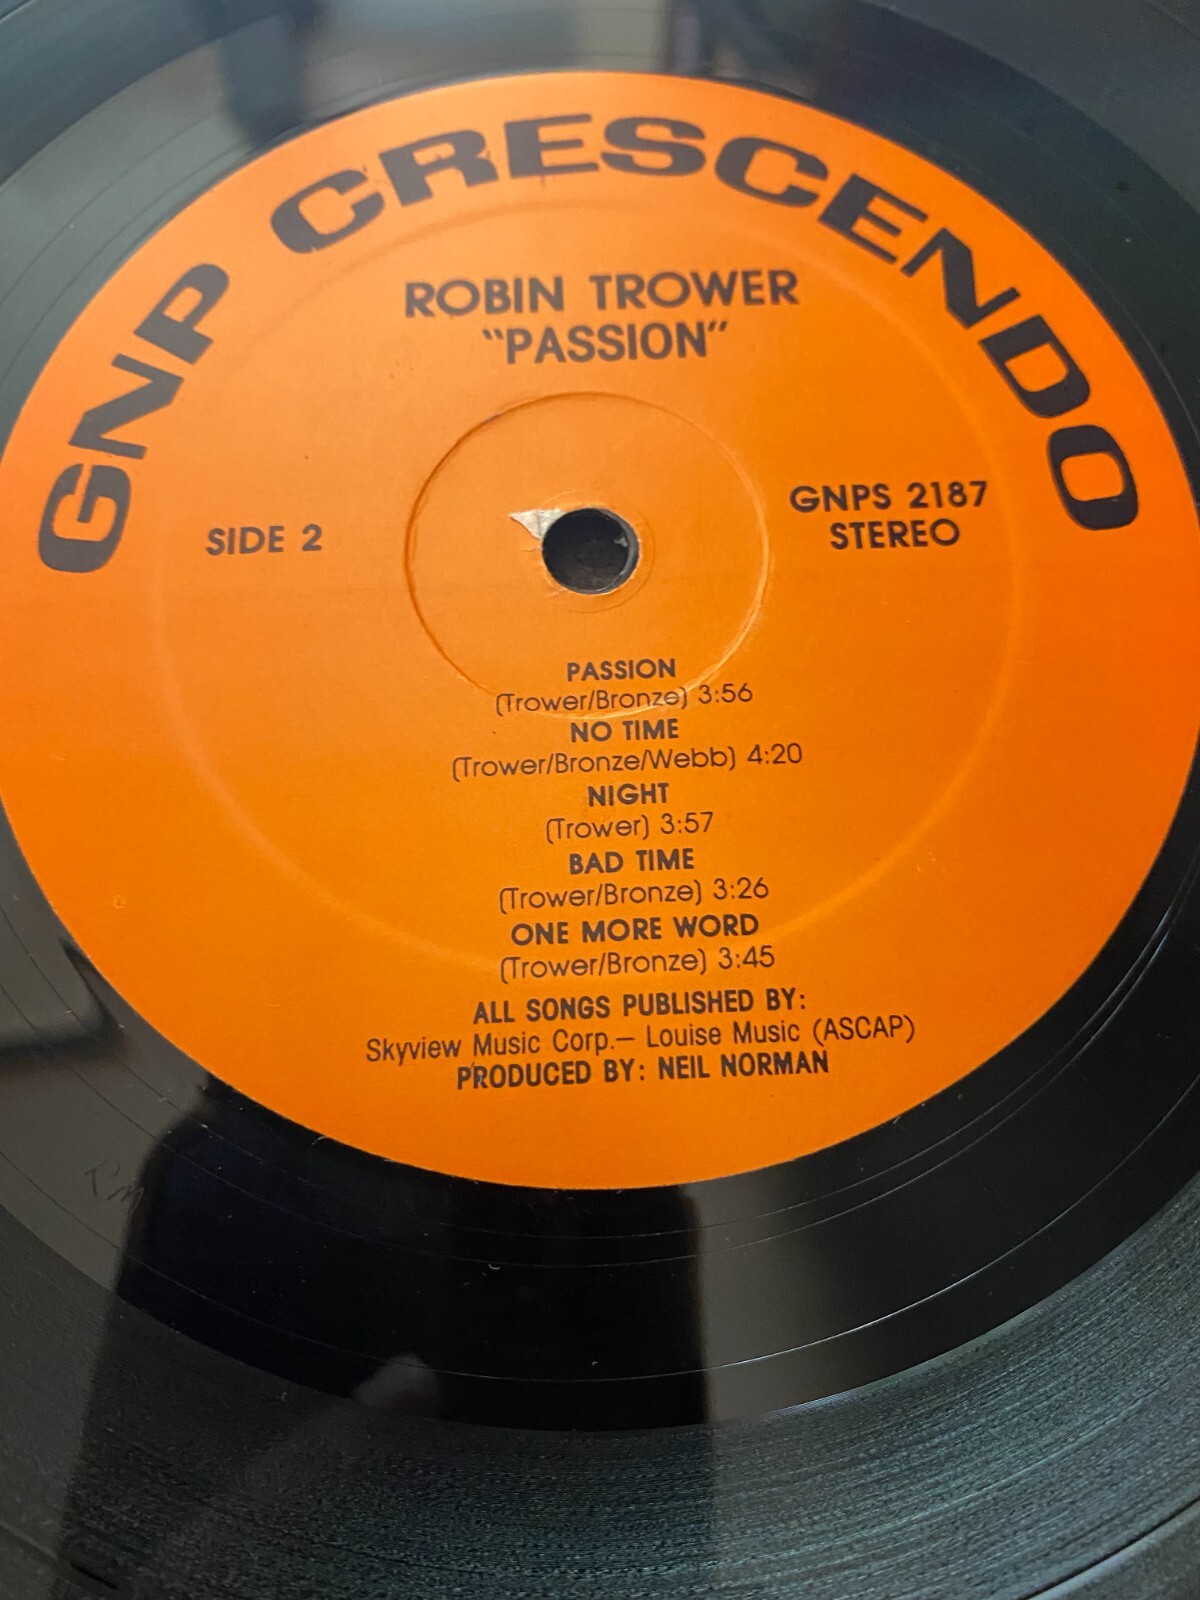 GNP CRESCENDO
ROBIN TROWER
"PASSION"
SIDE 2
GNPS 2187
STEREO
PASSION
(Trower/Bronze) 3:56
NO TIME
(Trower/Bronze/Webb) 4:20
NIGHT
(Trower) 3:57
BAD TIME
(Trower/Bronze) 3:26
ONE MORE WORD
(Trower/Bronze) 3:45
ALL SONGS PUBLISHED BY:
Skyview Music Corp.— Louise Music (ASCAP)
PRODUCED BY: NEIL NORMAN